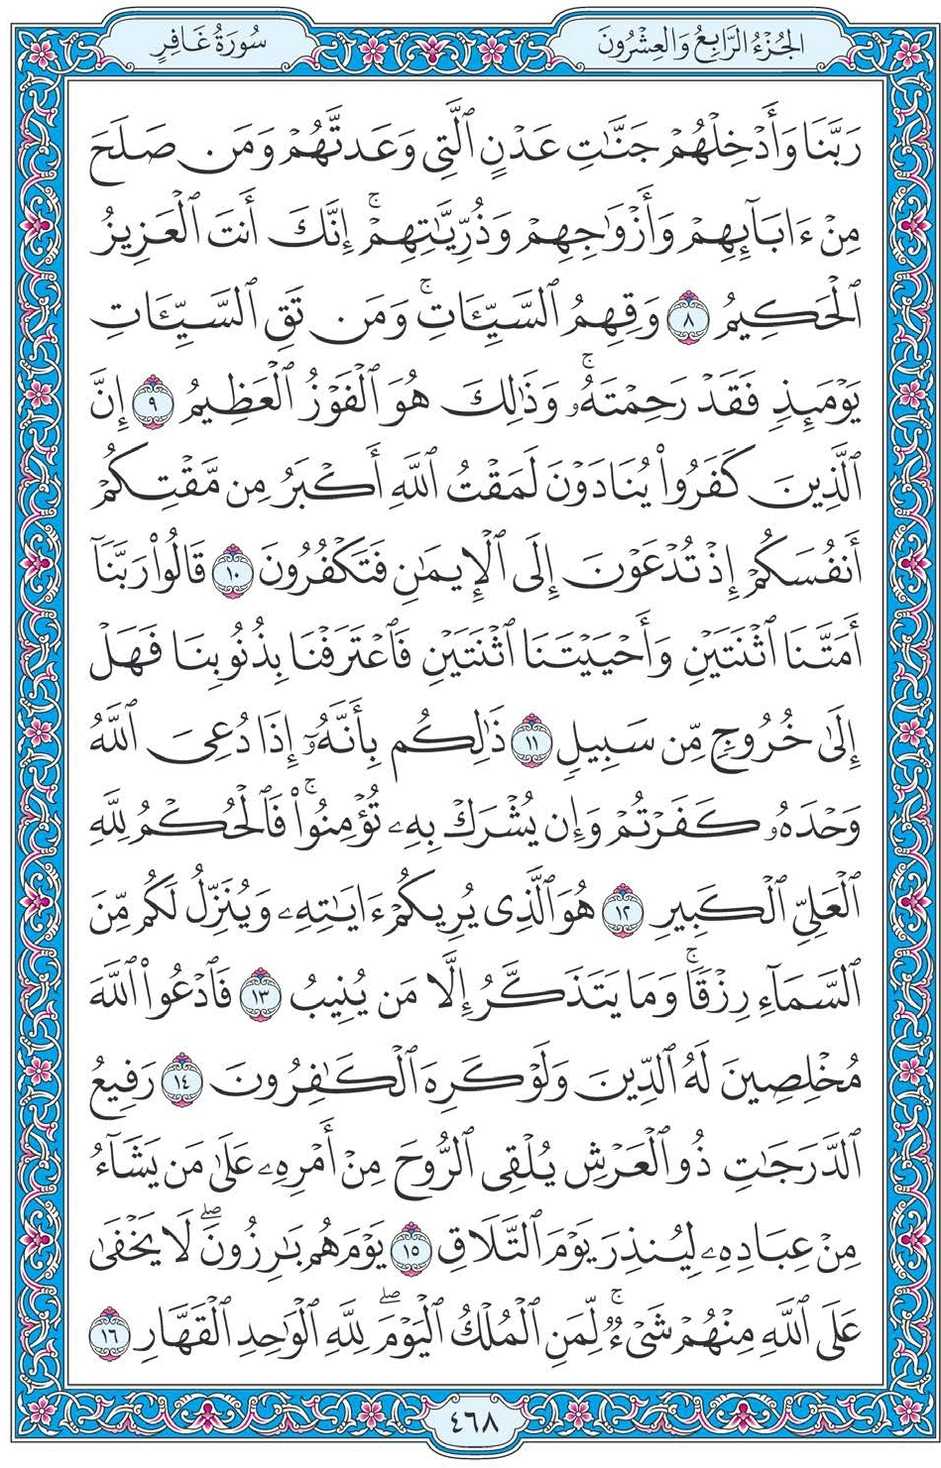 الجُزْءُ الرَّابِعُ وَالعِشْرُونَ
سُورَةُ غَافِرٍ
رَبَّنَا وَأَدۡخِلۡهُمۡ جَنَّٰتِ عَدۡنٍ ٱلَّتِي وَعَدتَّهُمۡ وَمَن صَلَحَ
مِنۡ ءَابَآئِهِمۡ وَأَزۡوَٰجِهِمۡ وَذُرِّيَّٰتِهِمۡۚ إِنَّكَ أَنتَ ٱلۡعَزِيزُ
ٱلۡحَكِيمُ ٨ وَقِهِمُ ٱلسَّيِّـَٔاتِۚ وَمَن تَقِ ٱلسَّيِّـَٔاتِ
يَوۡمَئِذٖ فَقَدۡ رَحِمۡتَهُۥۚ وَذَٰلِكَ هُوَ ٱلۡفَوۡزُ ٱلۡعَظِيمُ ٩ إِنَّ
ٱلَّذِينَ كَفَرُواْ يُنَادَوۡنَ لَمَقۡتُ ٱللَّهِ أَكۡبَرُ مِن مَّقۡتِكُمۡ
أَنفُسَكُمۡ إِذۡ تُدۡعَوۡنَ إِلَى ٱلۡإِيمَٰنِ فَتَكۡفُرُونَ ١٠ قَالُواْ رَبَّنَآ
أَمَتَّنَا ٱثۡنَتَيۡنِ وَأَحۡيَيۡتَنَا ٱثۡنَتَيۡنِ فَٱعۡتَرَفۡنَا بِذُنُوبِنَا فَهَلۡ
إِلَىٰ خُرُوجٖ مِّن سَبِيلٖ ١١ ذَٰلِكُم بِأَنَّهُۥٓ إِذَا دُعِيَ ٱللَّهُ
وَحۡدَهُۥ كَفَرۡتُمۡ وَإِن يُشۡرَكۡ بِهِۦ تُؤۡمِنُواْۚ فَٱلۡحُكۡمُ لِلَّهِ
ٱلۡعَلِيِّ ٱلۡكَبِيرِ ١٢ هُوَ ٱلَّذِي يُرِيكُمۡ ءَايَٰتِهِۦ وَيُنَزِّلُ لَكُم مِّنَ
ٱلسَّمَآءِ رِزۡقٗاۚ وَمَا يَتَذَكَّرُ إِلَّا مَن يُنِيبُ ١٣ فَٱدۡعُواْ ٱللَّهَ
مُخۡلِصِينَ لَهُ ٱلدِّينَ وَلَوۡ كَرِهَ ٱلۡكَٰفِرُونَ ١٤ رَفِيعُ
ٱلدَّرَجَٰتِ ذُو ٱلۡعَرۡشِ يُلۡقِي ٱلرُّوحَ مِنۡ أَمۡرِهِۦ عَلَىٰ مَن يَشَآءُ
مِنۡ عِبَادِهِۦ لِيُنذِرَ يَوۡمَ ٱلتَّلَاقِ ١٥ يَوۡمَ هُم بَٰرِزُونَۖ لَا يَخۡفَىٰ
عَلَى ٱللَّهِ مِنۡهُمۡ شَيۡءٞۚ لِّمَنِ ٱلۡمُلۡكُ ٱلۡيَوۡمَۖ لِلَّهِ ٱلۡوَٰحِدِ ٱلۡقَهَّارِ ١٦
٤٦٨